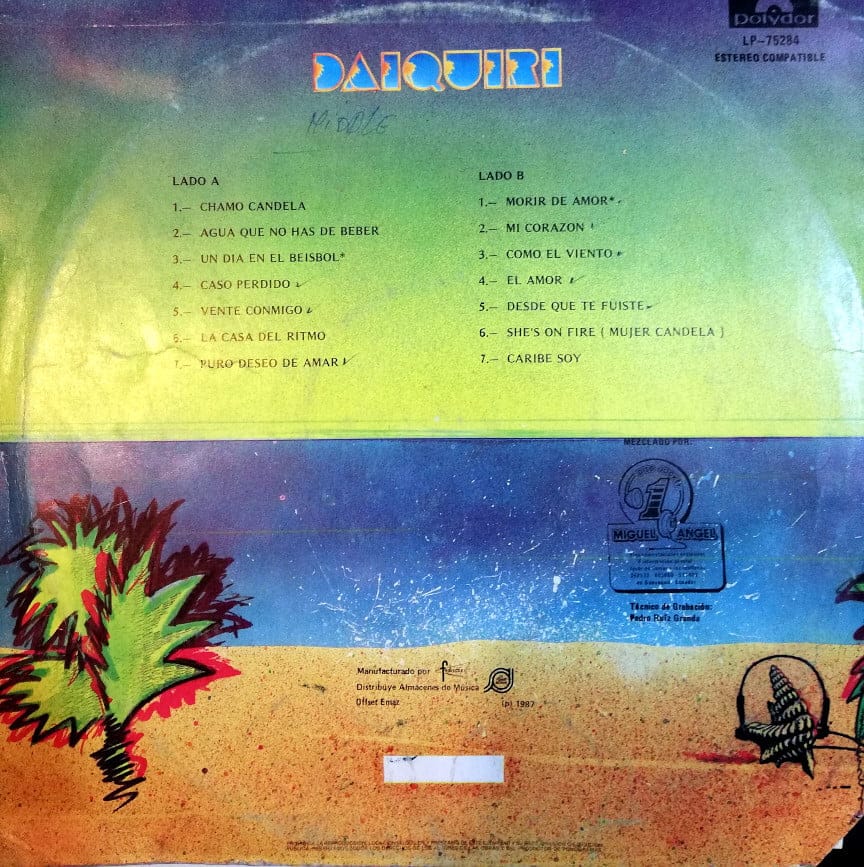 polydor
LP-75284
ESTEREO COMPATIBLE
DAIQUIRI
MIDDLE
LADO A
1.— CHAMO CANDELA
2.— AGUA QUE NO HAS DE BEBER
3.— UN DIA EN EL BEISBOL*
4.— CASO PERDIDO
5.— VENTE CONMIGO
6.— LA CASA DEL RITMO
7.— PURO DESEO DE AMAR
LADO B
1.— MORIR DE AMOR*
2.— MI CORAZON
3.— COMO EL VIENTO
4.— EL AMOR
5.— DESDE QUE TE FUISTE
6.— SHE'S ON FIRE ( MUJER CANDELA )
7.— CARIBE SOY
MEZCLADO POR:
1
MIGUEL ANGEL
Técnico de Grabación:
Pedro Ruiz Granda
Manufacturado por
Distribuye Almacenes de Música
Offset Emaz (p) 1987